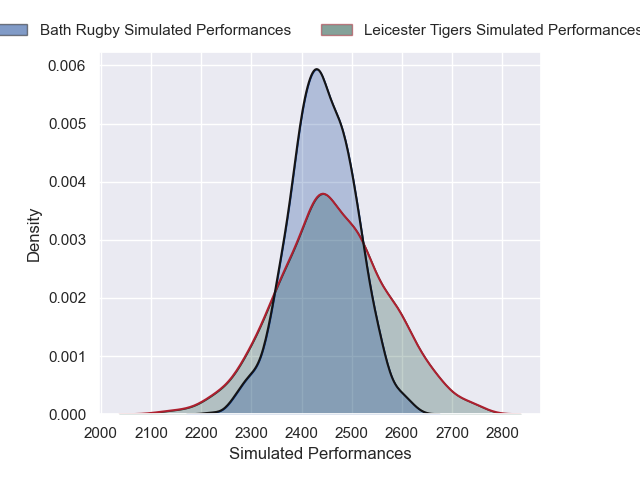 Bath Rugby Simulated Performances Leicester Tigers Simulated Performances
0.006
0.005
0.004
0.003
0.002
0.001
0.000
Density
2000 2100 2200 2300 2400 2500 2600 2700 2800
Simulated Performances